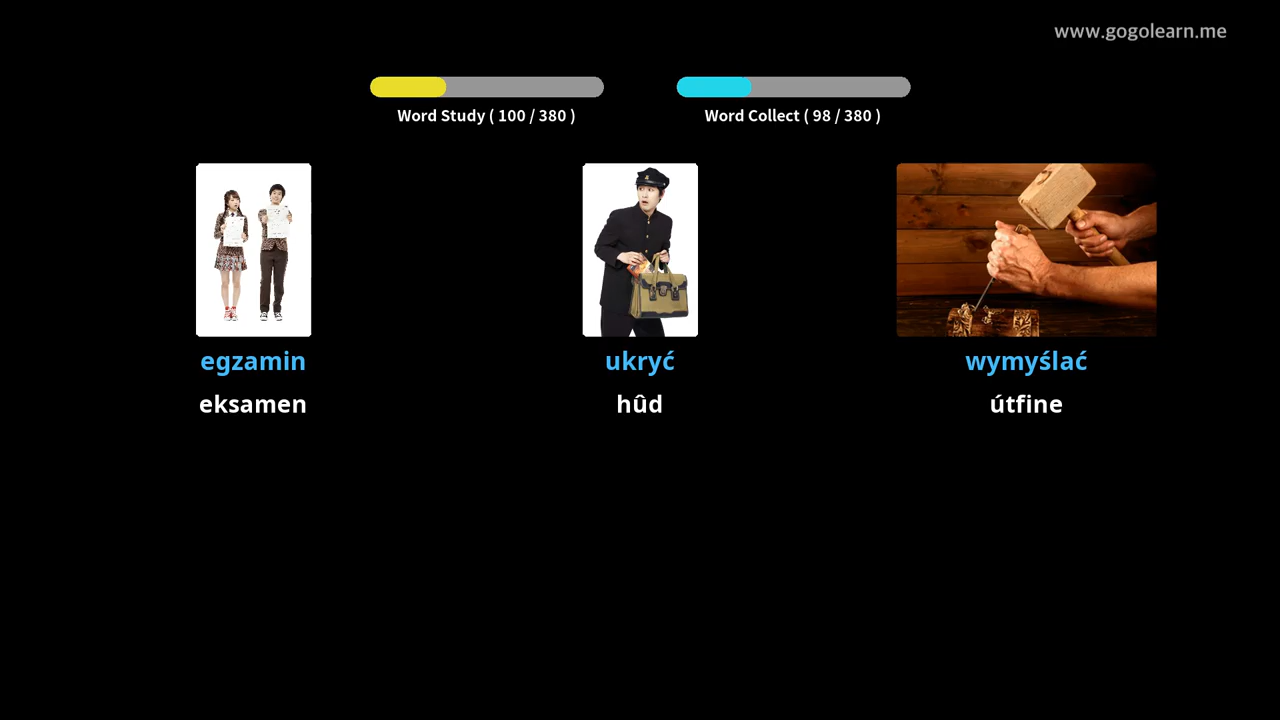 www.gogolearn.me
Word Study ( 100 / 380 )
Word Collect ( 98 / 380 )
egzamin
eksamen
ukryć
hûd
wymyślać
útfine